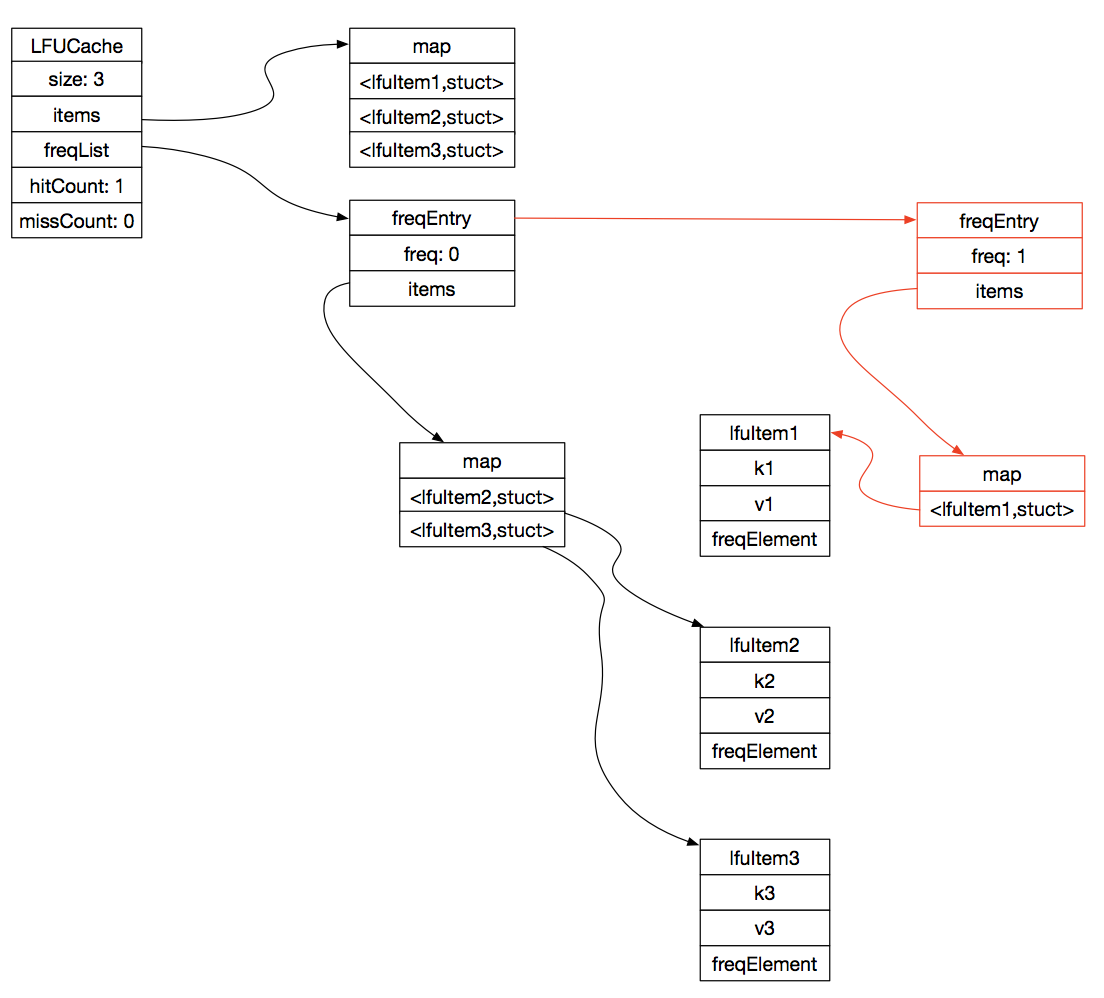 LFUCache
size: 3
items
freqList
hitCount: 1
missCount: 0
map
<lfuItem1,stuct>
<lfuItem2,stuct>
<lfuItem3,stuct>
freqEntry
freq: 0
items
freqEntry
freq: 1
items
map
<lfuItem2,stuct>
<lfuItem3,stuct>
lfuItem1
k1
v1
freqElement
map
<lfuItem1,stuct>
lfuItem2
k2
v2
freqElement
lfuItem3
k3
v3
freqElement